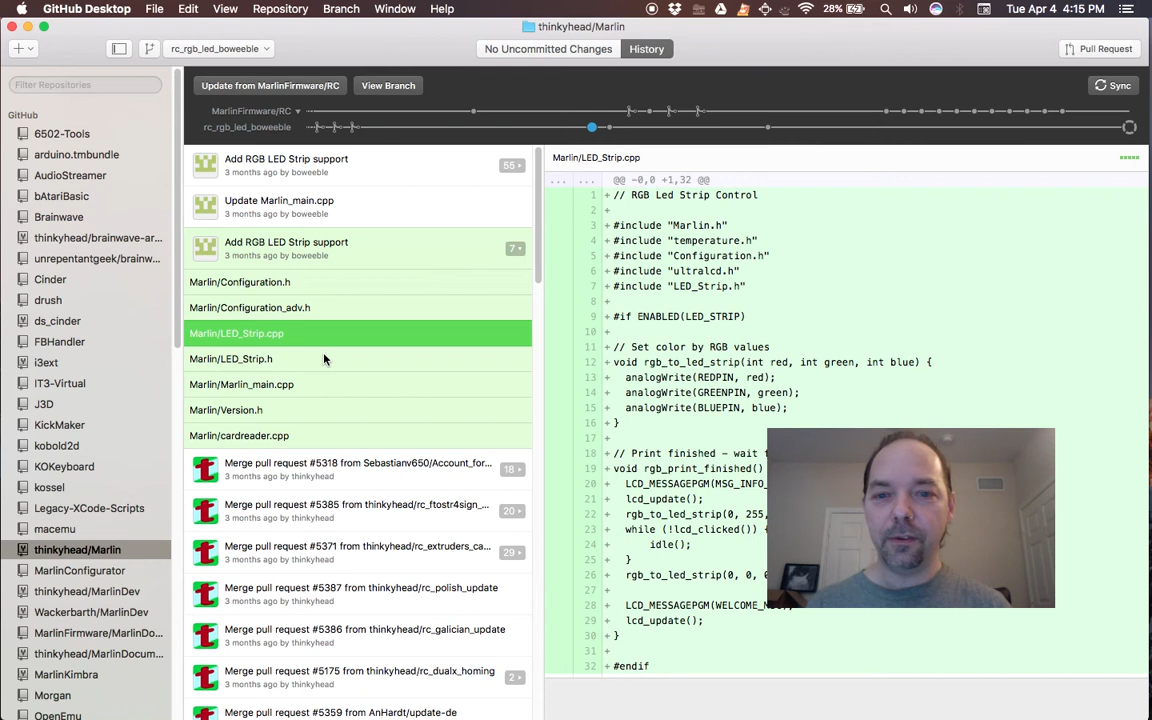 GitHub Desktop File Edit View Repository Branch Window Help 28% Tue Apr 4 4:15 PM
thinkyhead/Marlin
rc_rgb_led_boweeble No Uncommitted Changes History Pull Request
Filter Repositories
Update from MarlinFirmware/RC View Branch Sync
MarlinFirmware/RC
rc_rgb_led_boweeble
GitHub
6502-Tools
arduino.tmbundle
AudioStreamer
bAtariBasic
Brainwave
thinkyhead/brainwave-ar...
unrepentantgeek/brainw...
Cinder
drush
ds_cinder
FBHandler
i3ext
IT3-Virtual
J3D
KickMaker
kobold2d
KOKeyboard
kossel
Legacy-XCode-Scripts
macemu
thinkyhead/Marlin
MarlinConfigurator
thinkyhead/MarlinDev
Wackerbarth/MarlinDev
MarlinFirmware/MarlinDo...
thinkyhead/MarlinDocum...
MarlinKimbra
Morgan
OpenEmu
Add RGB LED Strip support
3 months ago by boweeble
55
Update Marlin_main.cpp
3 months ago by boweeble
Add RGB LED Strip support
3 months ago by boweeble
7
Marlin/Configuration.h
Marlin/Configuration_adv.h
Marlin/LED_Strip.cpp
Marlin/LED_Strip.h
Marlin/Marlin_main.cpp
Marlin/Version.h
Marlin/cardreader.cpp
Merge pull request #5318 from Sebastianv650/Account_for...
3 months ago by thinkyhead
18
Merge pull request #5385 from thinkyhead/rc_ftostr4sign_...
3 months ago by thinkyhead
20
Merge pull request #5371 from thinkyhead/rc_extruders_ca...
3 months ago by thinkyhead
29
Merge pull request #5387 from thinkyhead/rc_polish_update
3 months ago by thinkyhead
Merge pull request #5386 from thinkyhead/rc_galician_update
3 months ago by thinkyhead
Merge pull request #5175 from thinkyhead/rc_dualx_homing
3 months ago by thinkyhead
2
Merge pull request #5359 from AnHardt/update-de
Marlin/LED_Strip.cpp
... ... @@ -0,0 +1,32 @@
1 + // RGB Led Strip Control
2 +
3 + #include "Marlin.h"
4 + #include "temperature.h"
5 + #include "Configuration.h"
6 + #include "ultralcd.h"
7 + #include "LED_Strip.h"
8 +
9 + #if ENABLED(LED_STRIP)
10 +
11 + // Set color by RGB values
12 + void rgb_to_led_strip(int red, int green, int blue) {
13 + analogWrite(REDPIN, red);
14 + analogWrite(GREENPIN, green);
15 + analogWrite(BLUEPIN, blue);
16 + }
17 +
18 + // Print finished - wait
19 + void rgb_print_finished()
20 + LCD_MESSAGEPGM(MSG_INFO_
21 + lcd_update();
22 + rgb_to_led_strip(0, 255,
23 + while (!lcd_clicked()) {
24 + idle();
25 + }
26 + rgb_to_led_strip(0, 0,
27 +
28 + LCD_MESSAGEPGM(WELCOME_
29 + lcd_update();
30 + }
31 +
32 + #endif